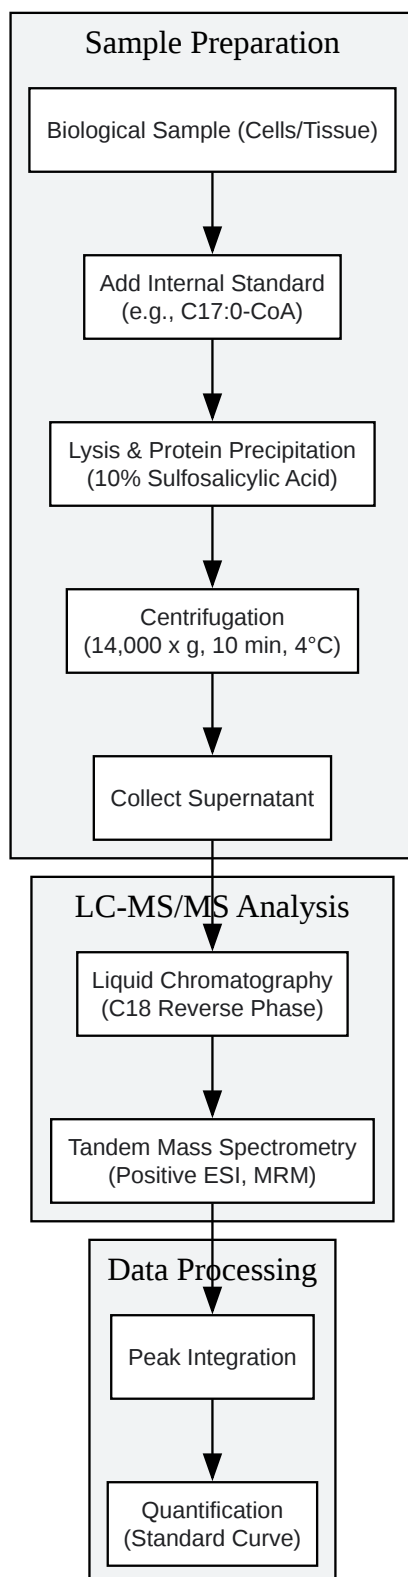 Sample Preparation
Biological Sample (Cells/Tissue)
Add Internal Standard
(e.g., C17:0-CoA)
Lysis & Protein Precipitation
(10% Sulfosalicylic Acid)
Centrifugation
(14,000 x g, 10 min, 4°C)
Collect Supernatant
LC-MS/MS Analysis
Liquid Chromatography
(C18 Reverse Phase)
Tandem Mass Spectrometry
(Positive ESI, MRM)
Data Processing
Peak Integration
Quantification
(Standard Curve)